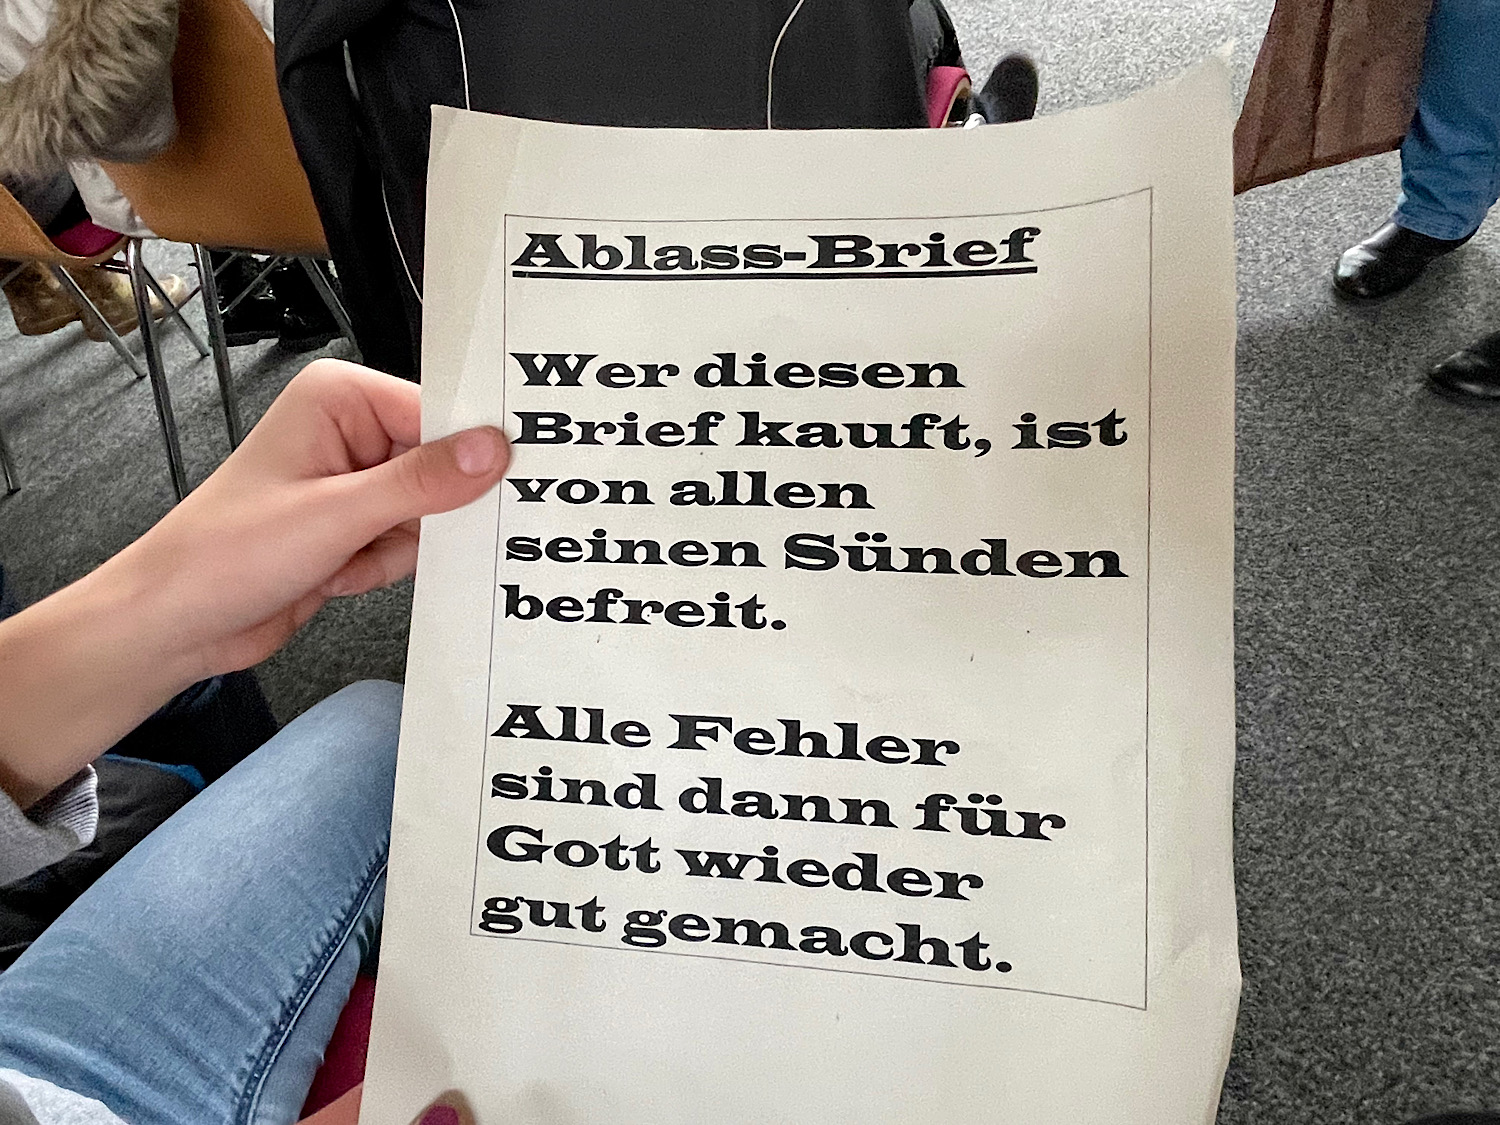 Ablass-Brief
Wer diesen
Brief kauft, ist
von allen
seinen Sünden
befreit.
Alle Fehler
sind dann für
Gott wieder
gut gemacht.